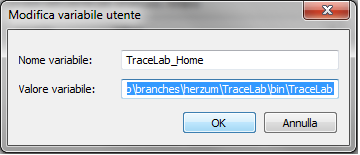 Modifica variabile utente
Nome variabile: TraceLab_Home
Valore variabile: \branches\herzum\TraceLab\bin\TraceLab
OK Annulla